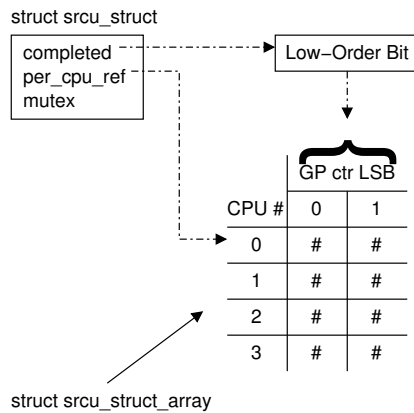 struct srcu_struct
completed
per_cpu_ref
mutex
Low−Order Bit
GP ctr LSB
CPU # 0 1
0 # #
1 # #
2 # #
3 # #
struct srcu_struct_array